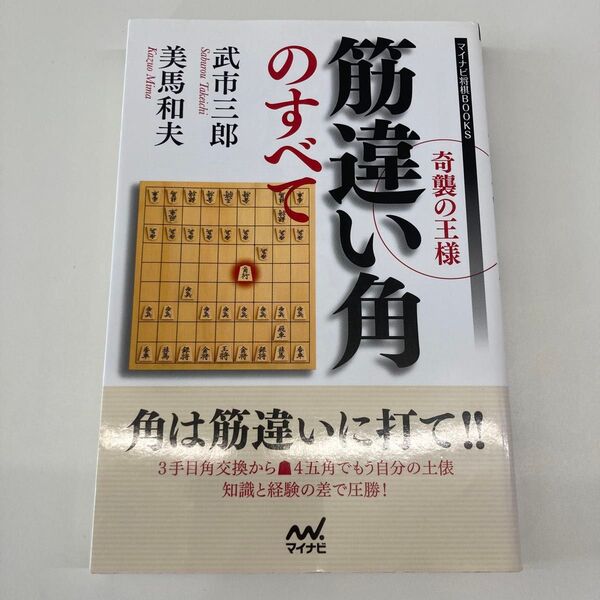 マイナビ将棋BOOKS
奇襲の王様
筋違い角
のすべて
武市三郎
Saburou Takeichi
美馬和夫
Kazuo Mima
角は筋違いに打て!!
3手目角交換から☗4五角でもう自分の土俵
知識と経験の差で圧勝!
マイナビ